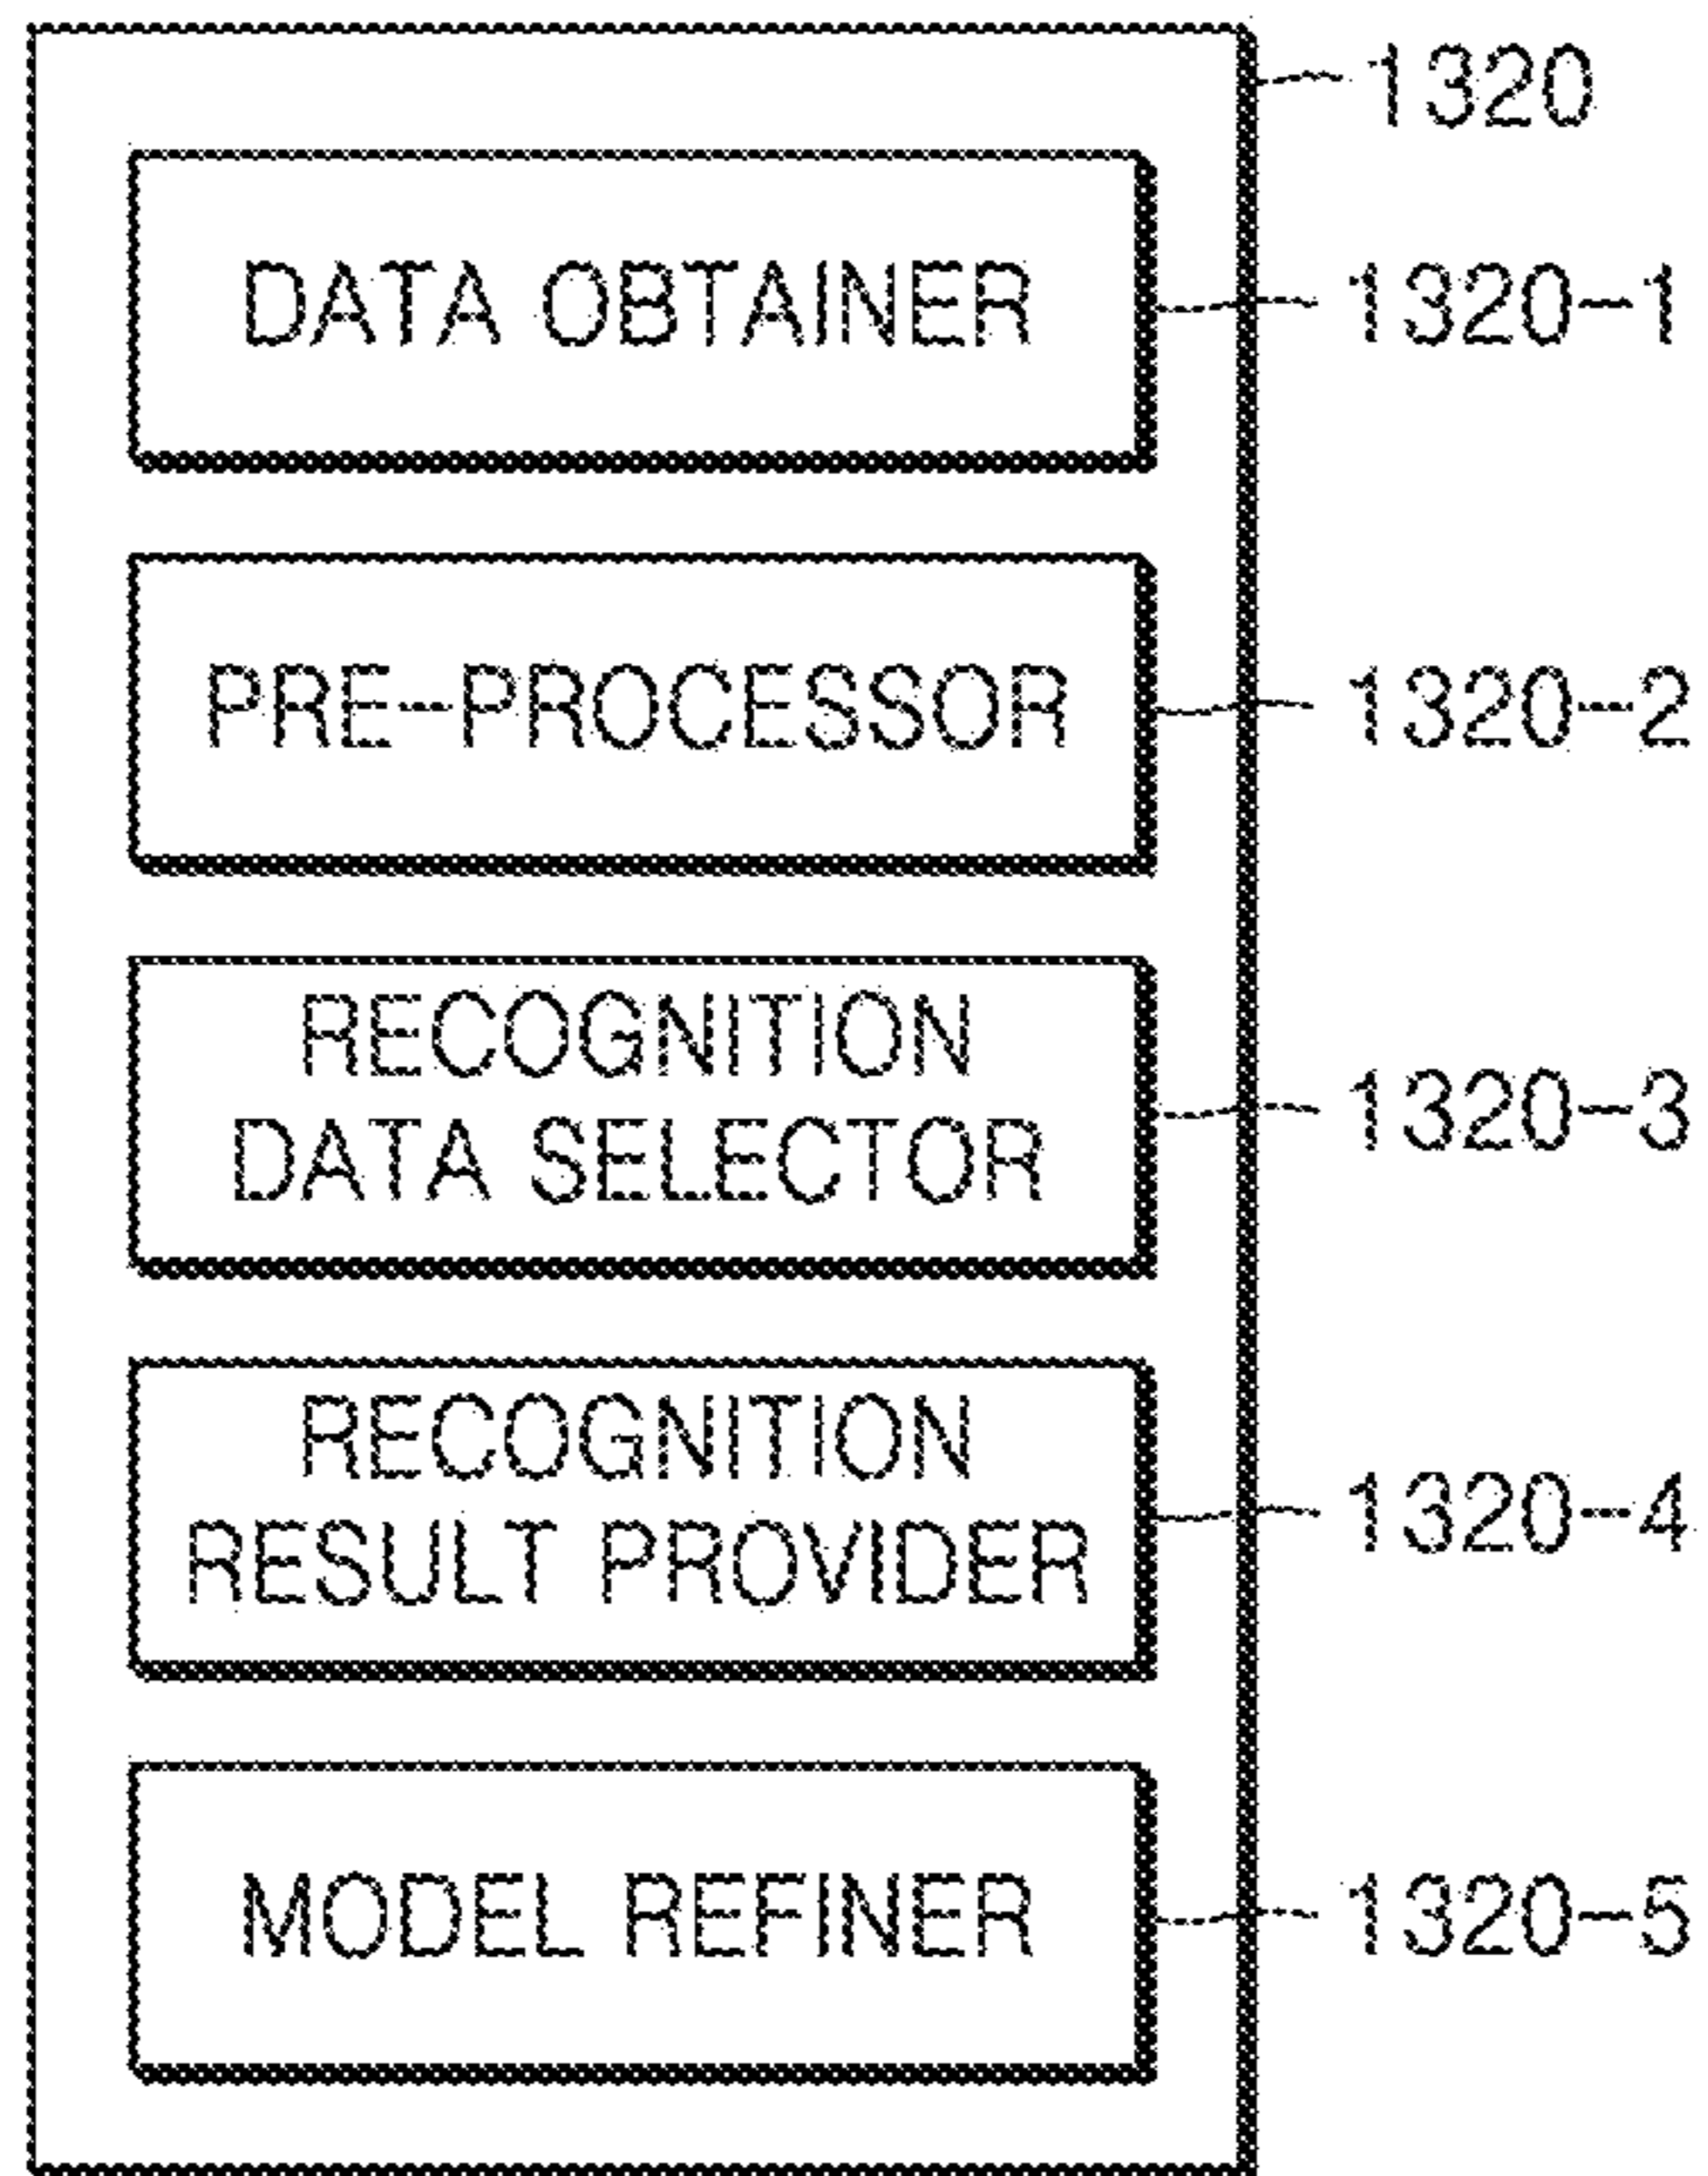 1320
DATA OBTAINER
1320-1
PRE-PROCESSOR
1320-2
RECOGNITION
DATA SELECTOR
1320-3
RECOGNITION
RESULT PROVIDER
1320-4
MODEL REFINER
1320-5